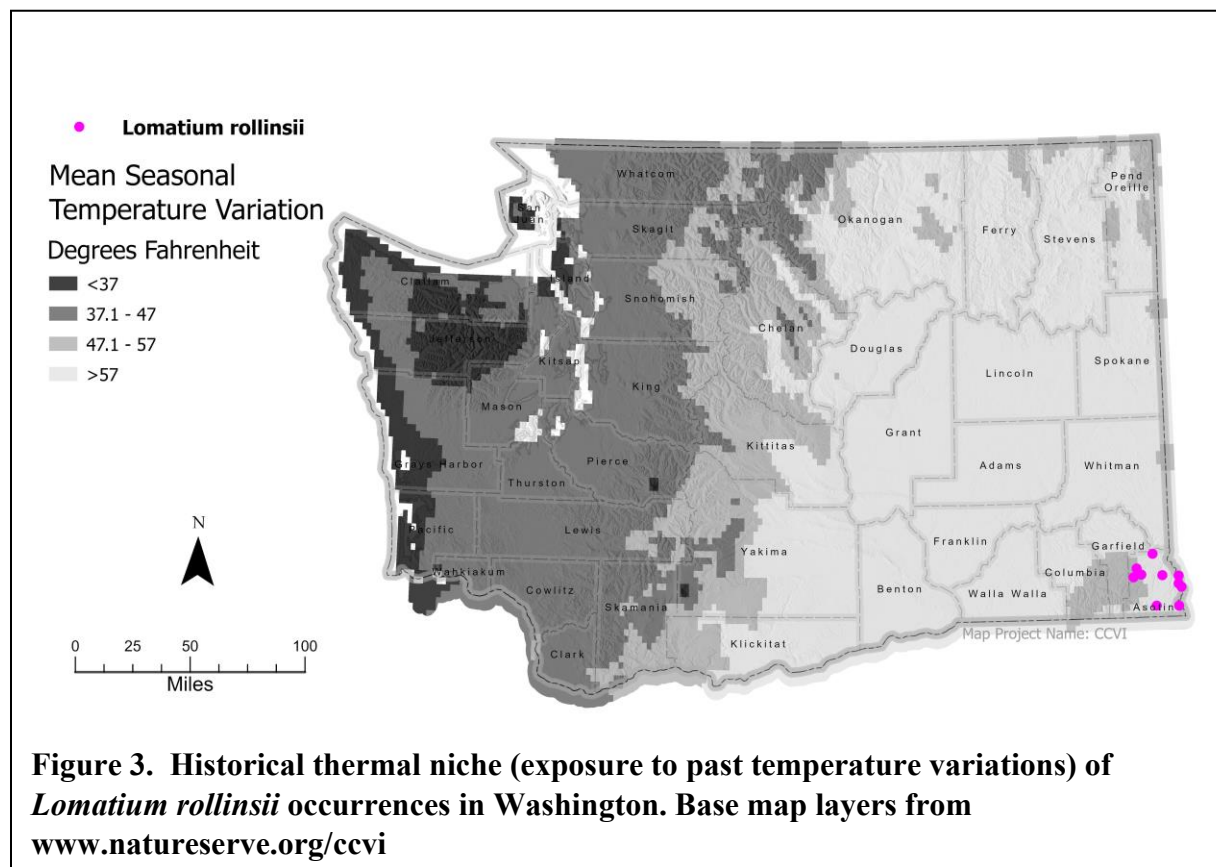 Lomatium rollinsii
Mean Seasonal
Temperature Variation
Degrees Fahrenheit
<37
37.1 - 47
47.1 - 57
>57
Whatcom
San
Juan
Skagit
Okanogan
Ferry
Stevens
Pend
Oreille
Clallam
Island
Snohomish
Chelan
Jefferson
Kitsap
Douglas
Lincoln
Spokane
Mason
King
Grant
Kittitas
Grays Harbor
Pierce
Adams
Whitman
Thurston
Pacific
Lewis
Yakima
Franklin
Garfield
Wahkiakum
Cowlitz
Skamania
Benton
Walla Walla
Columbia
Asotin
Clark
Klickitat
Map Project Name: CCVI
N
0 50 100
Miles
Figure 3. Historical thermal niche (exposure to past temperature variations) of
Lomatium rollinsii occurrences in Washington. Base map layers from
www.natureserve.org/ccvi